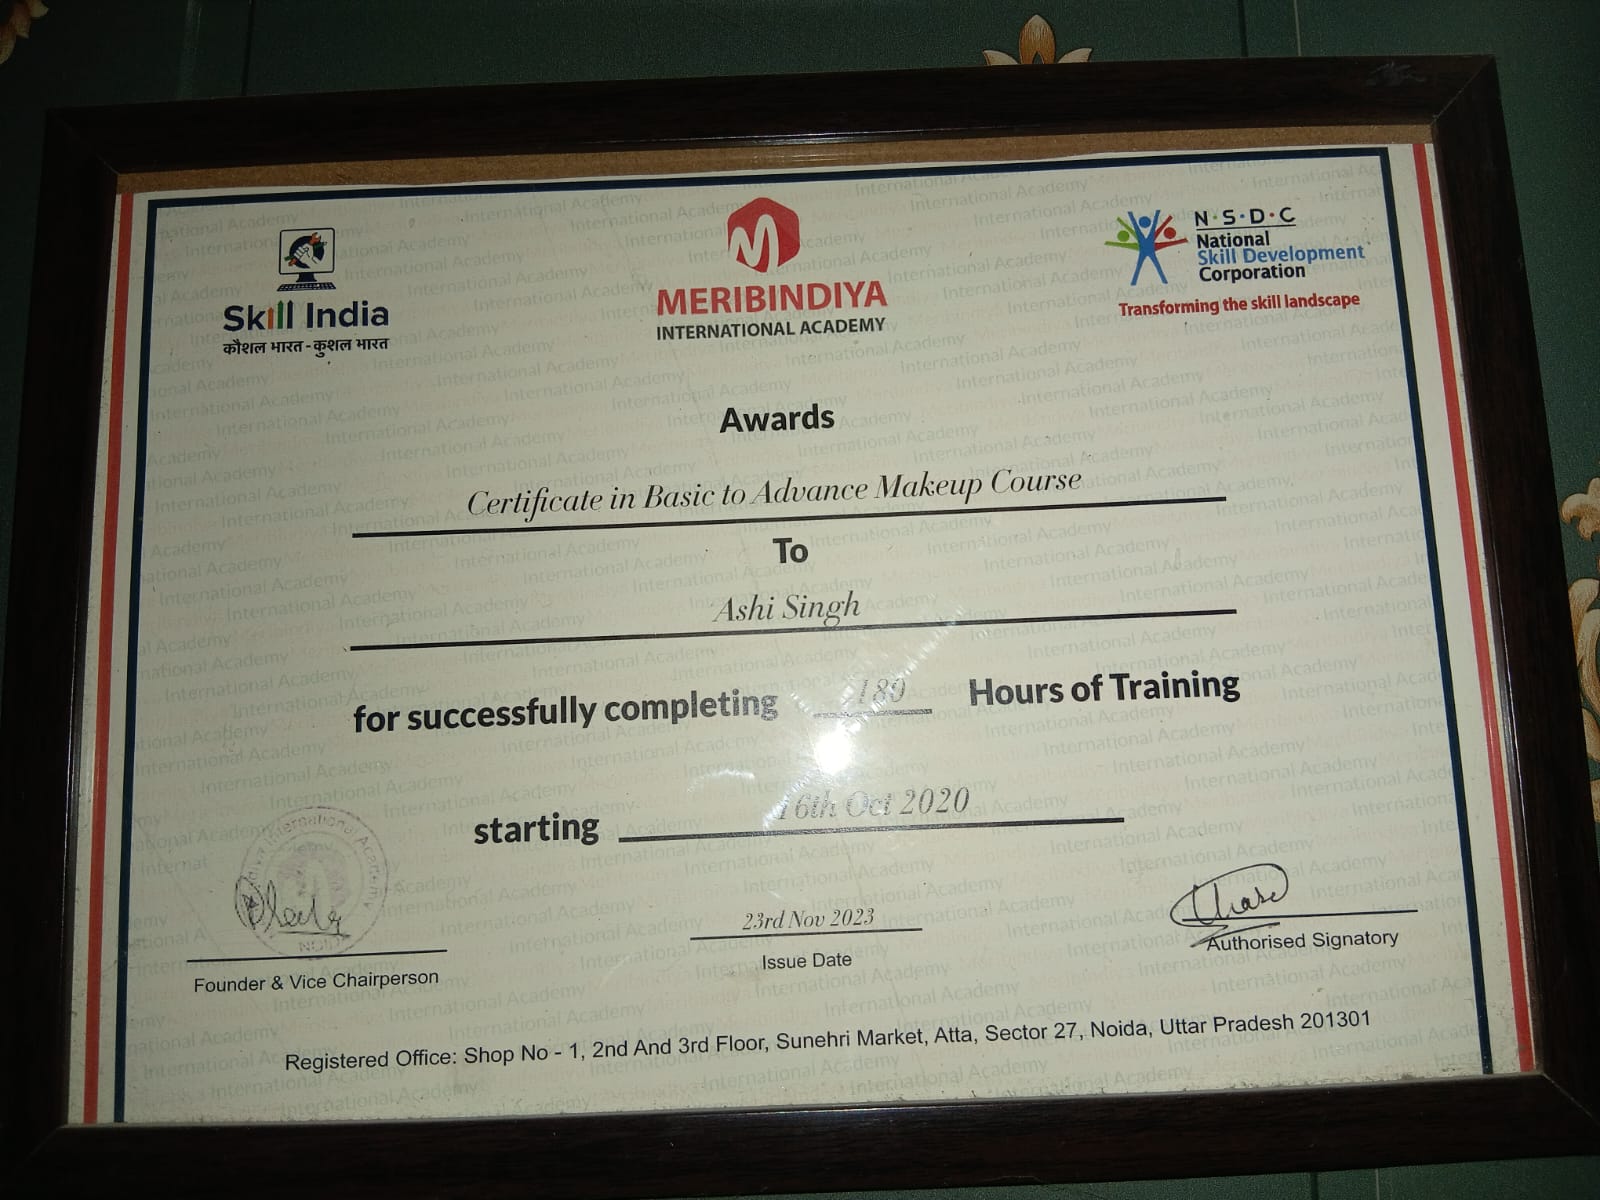 Skill India
कौशल भारत - कुशल भारत
MERIBINDIYA
INTERNATIONAL ACADEMY
N·S·D·C
National
Skill Development
Corporation
Transforming the skill landscape
Awards
Certificate in Basic to Advance Makeup Course
To
Ashi Singh
for successfully completing 180 Hours of Training
starting 16th Oct 2020
International Academy
NOIDA
Founder & Vice Chairperson
23rd Nov 2023
Issue Date
Authorised Signatory
Registered Office: Shop No - 1, 2nd And 3rd Floor, Sunehri Market, Atta, Sector 27, Noida, Uttar Pradesh 201301